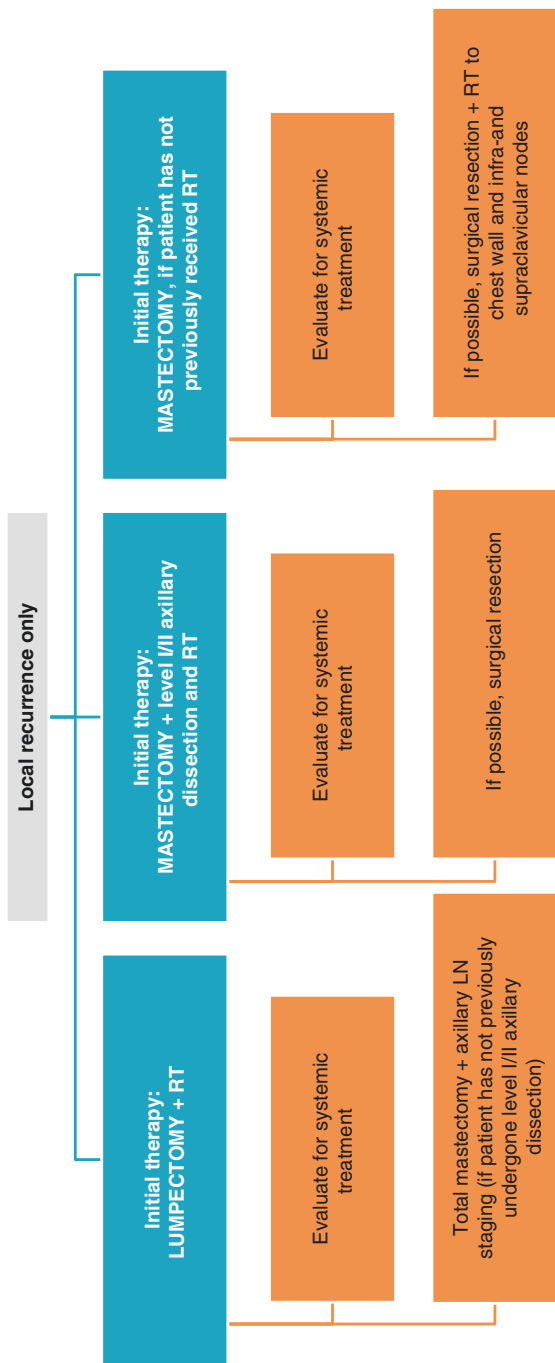 Local recurrence only
Initial therapy:
LUMPECTOMY + RT
Evaluate for systemic
treatment
Total mastectomy + axillary LN
staging (if patient has not previously
undergone level I/II axillary
dissection)
Initial therapy:
MASTECTOMY + level I/II axillary
dissection and RT
Evaluate for systemic
treatment
If possible, surgical resection
Initial therapy:
MASTECTOMY, if patient has not
previously received RT
Evaluate for systemic
treatment
If possible, surgical resection + RT to
chest wall and infra-and
supraclavicular nodes